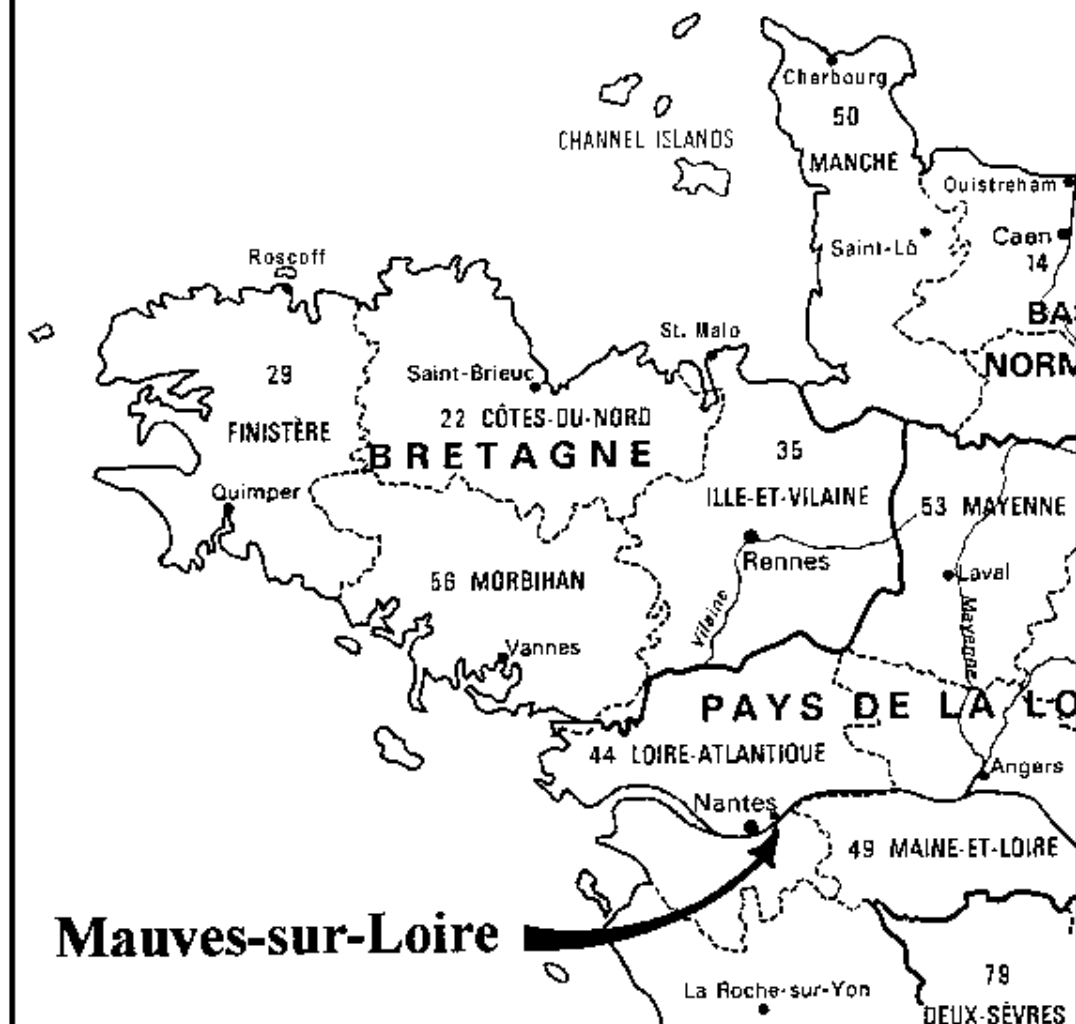 Cherbourg
50
CHANNEL ISLANDS
MANCHE
Ouistreham
Saint-Lô
Caen
14
Roscoff
BA
St. Malo
NORM
29
Saint-Brieuc
22 CÔTES-DU-NORD
FINISTÈRE
BRETAGNE
35
Quimper
ILLE-ET-VILAINE
53 MAYENNE
Rennes
56 MORBIHAN
Laval
Vilaine
Mayenne
Vannes
PAYS DE LA LO
44 LOIRE-ATLANTIQUE
Angers
Nantes
49 MAINE-ET-LOIRE
Mauves-sur-Loire
La Roche-sur-Yon
79
DEUX-SÈVRES